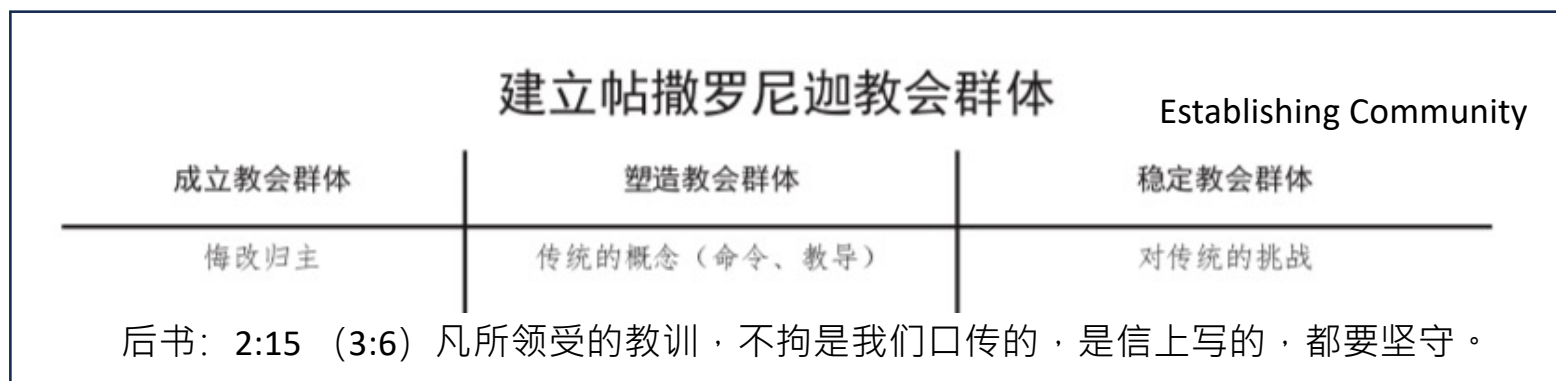 建立帖撒罗尼迦教会群体
Establishing Community
成立教会群体 塑造教会群体 稳定教会群体
悔改归主 传统的概念（命令、教导） 对传统的挑战
后书：2:15 （3:6）凡所领受的教训，不拘是我们口传的，是信上写的，都要坚守。